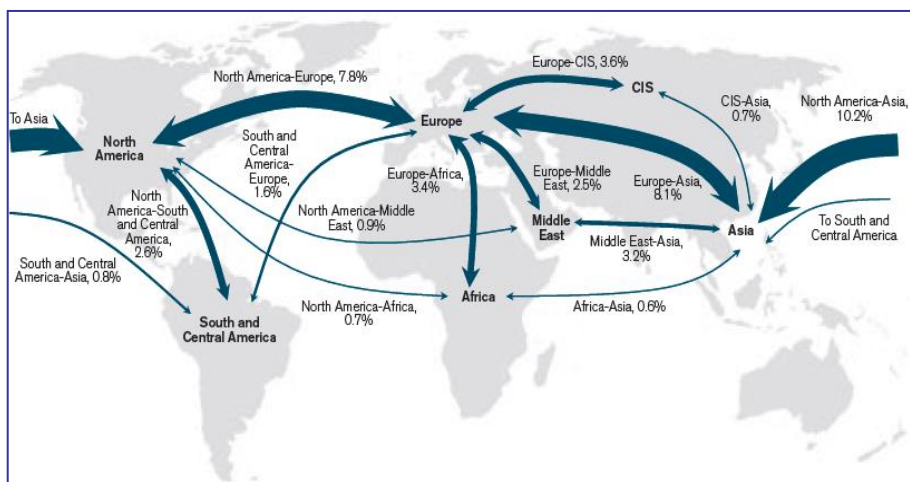 Europe-CIS, 3.6%
North America-Europe, 7.8%
CIS
CIS-Asia,
0.7%
North America-Asia,
10.2%
To Asia
North
America
South and
Central
America-
Europe,
1.6%
Europe
Europe-Africa,
3.4%
Europe-Middle
East, 2.5%
Europe-Asia,
8.1%
North
America-South
and Central
America,
2.6%
North America-Middle
East, 0.9%
Middle
East
Asia
To South and
Central America
Middle East-Asia,
3.2%
South and Central
America-Asia, 0.8%
North America-Africa,
0.7%
Africa
Africa-Asia, 0.6%
South and
Central America